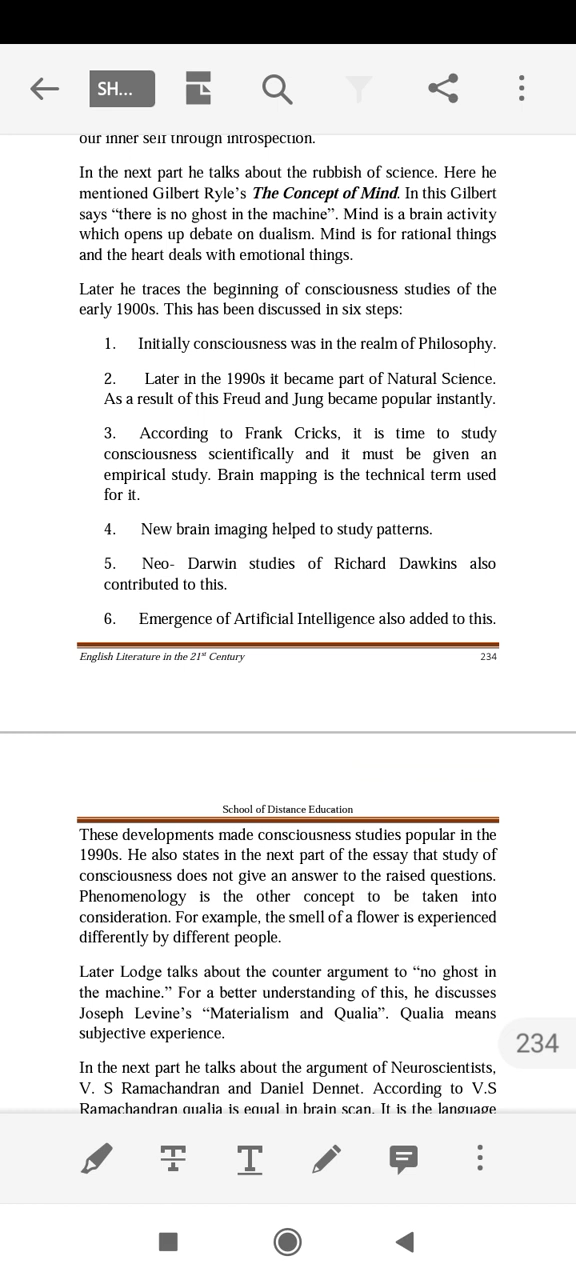 SH...
our inner self through introspection.
In the next part he talks about the rubbish of science. Here he
mentioned Gilbert Ryle’s The Concept of Mind. In this Gilbert
says “there is no ghost in the machine”. Mind is a brain activity
which opens up debate on dualism. Mind is for rational things
and the heart deals with emotional things.
Later he traces the beginning of consciousness studies of the
early 1900s. This has been discussed in six steps:
1. Initially consciousness was in the realm of Philosophy.
2. Later in the 1990s it became part of Natural Science.
As a result of this Freud and Jung became popular instantly.
3. According to Frank Cricks, it is time to study
consciousness scientifically and it must be given an
empirical study. Brain mapping is the technical term used
for it.
4. New brain imaging helped to study patterns.
5. Neo- Darwin studies of Richard Dawkins also
contributed to this.
6. Emergence of Artificial Intelligence also added to this.
English Literature in the 21st Century 234
School of Distance Education
These developments made consciousness studies popular in the
1990s. He also states in the next part of the essay that study of
consciousness does not give an answer to the raised questions.
Phenomenology is the other concept to be taken into
consideration. For example, the smell of a flower is experienced
differently by different people.
Later Lodge talks about the counter argument to “no ghost in
the machine.” For a better understanding of this, he discusses
Joseph Levine’s “Materialism and Qualia”. Qualia means
subjective experience.
234
In the next part he talks about the argument of Neuroscientists,
V. S Ramachandran and Daniel Dennet. According to V.S
Ramachandran qualia is equal in brain scan. It is the language